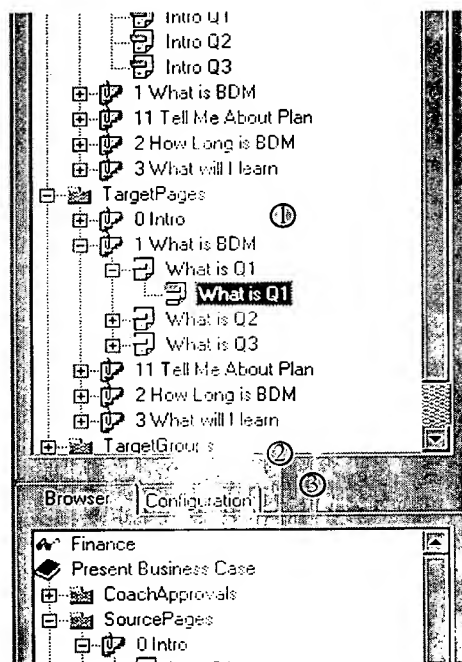 Intro Q1
Intro Q2
Intro Q3
1 What is BDM
11 Tell Me About Plan
2 How Long is BDM
3 What will I learn
TargetPages
0 Intro ①
1 What is BDM
What is Q1
What is Q1
What is Q2
What is Q3
11 Tell Me About Plan
2 How Long is BDM
3 What will I learn
TargetGroups ②
③
Browser Configuration
Finance
Present Business Case
CoachApprovals
SourcePages
0 Intro